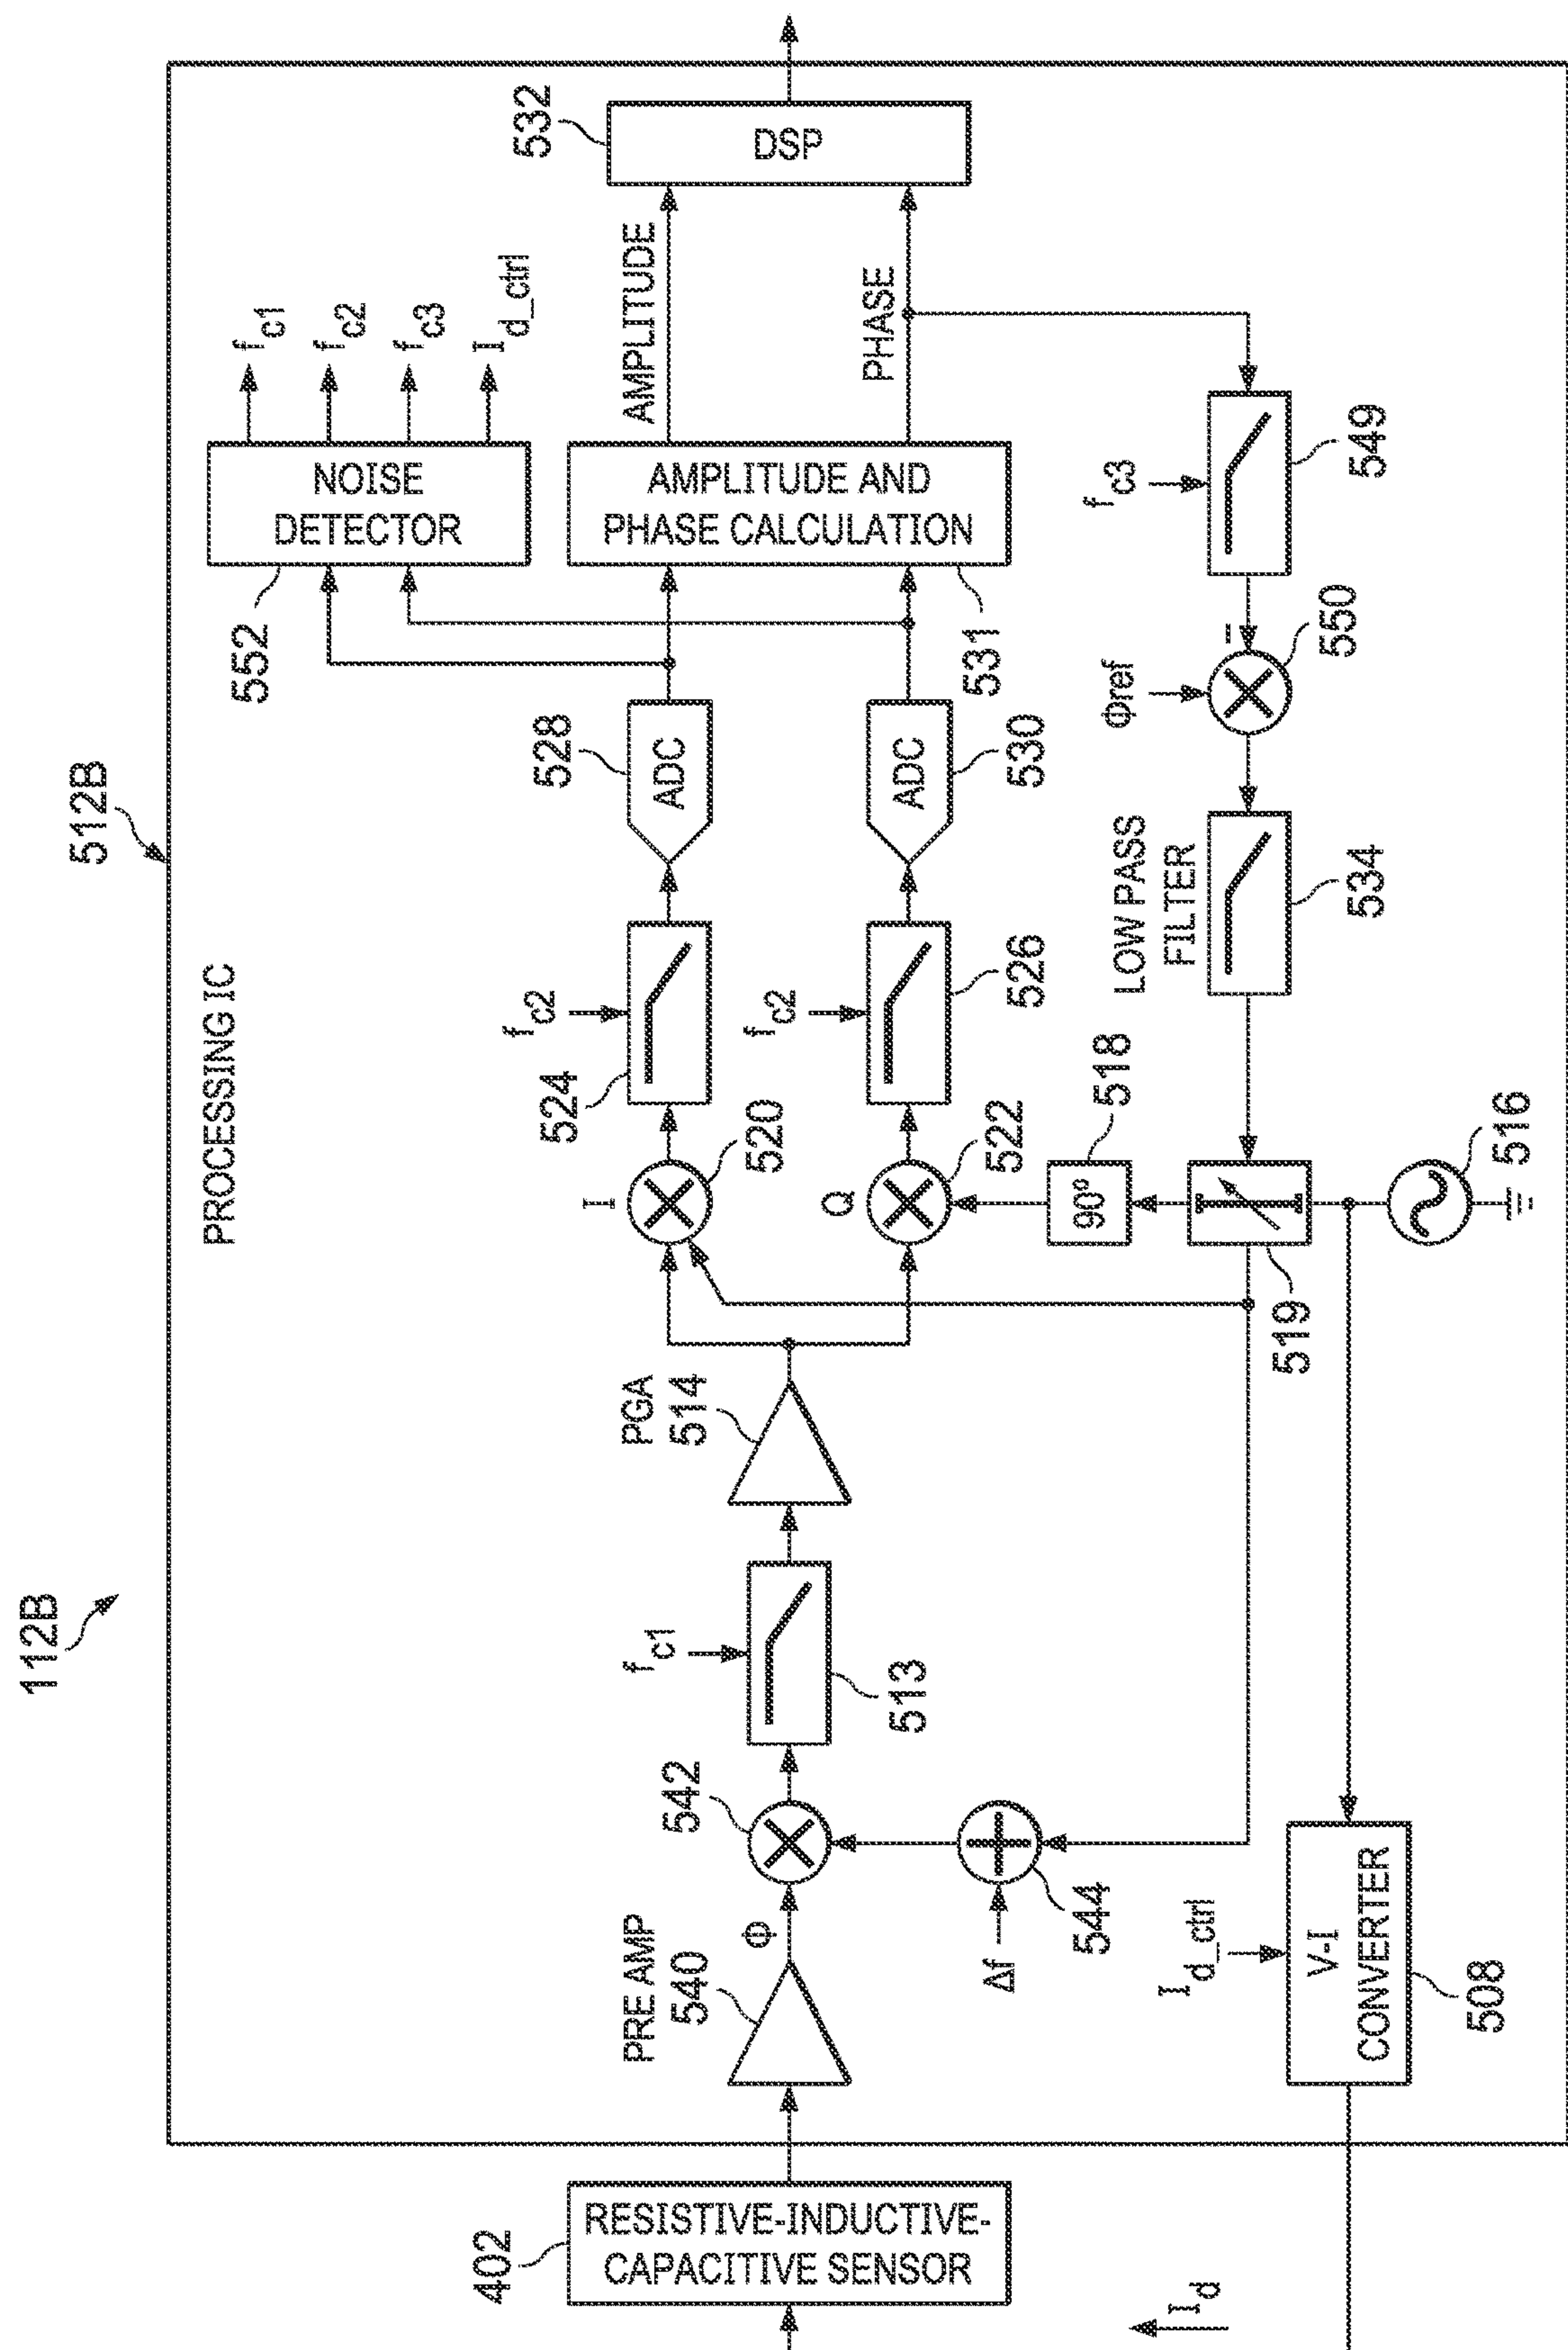 112B
512B
PROCESSING IC
552
NOISE
DETECTOR
fc1
fc2
fc3
Id_ctrl
532
DSP
AMPLITUDE
PHASE
AMPLITUDE AND
PHASE CALCULATION
531
528
ADC
530
ADC
fc2
524
fc2
526
I
520
Q
522
PGA
514
fc1
513
542
PRE AMP
540
Φ
402
RESISTIVE-INDUCTIVE-
CAPACITIVE SENSOR
Δf
544
90°
518
519
516
LOW PASS
FILTER
534
Φref
–
550
fc3
549
Id_ctrl
V-I
CONVERTER
508
Id